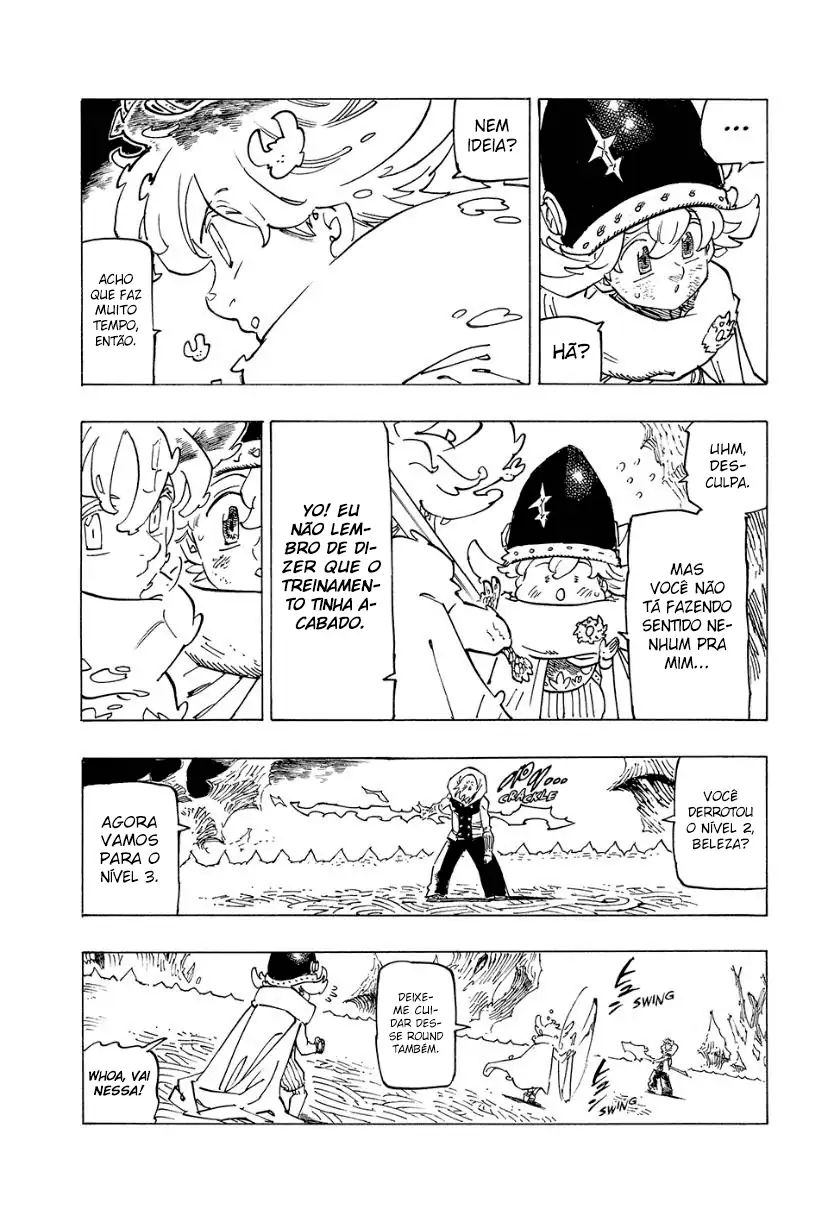 ...
HÃ?
NEM
IDEIA?
ACHO
QUE FAZ
MUITO
TEMPO,
ENTÃO.
UHM,
DES-
CULPA.
MAS
VOCÊ NÃO
TÁ FAZENDO
SENTIDO NE-
NHUM PRA
MIM...
YO! EU
NÃO LEM-
BRO DE DI-
ZER QUE O
TREINAMEN-
TO TINHA A-
CABADO.
VOCÊ
DERROTOU
O NÍVEL 2,
BELEZA?
CRACKLE
AGORA
VAMOS
PARA O
NÍVEL 3.
SWING
SWING
DEIXE-
ME CUI-
DAR DES-
SE ROUND
TAMBÉM.
WHOA, VAI
NESSA!